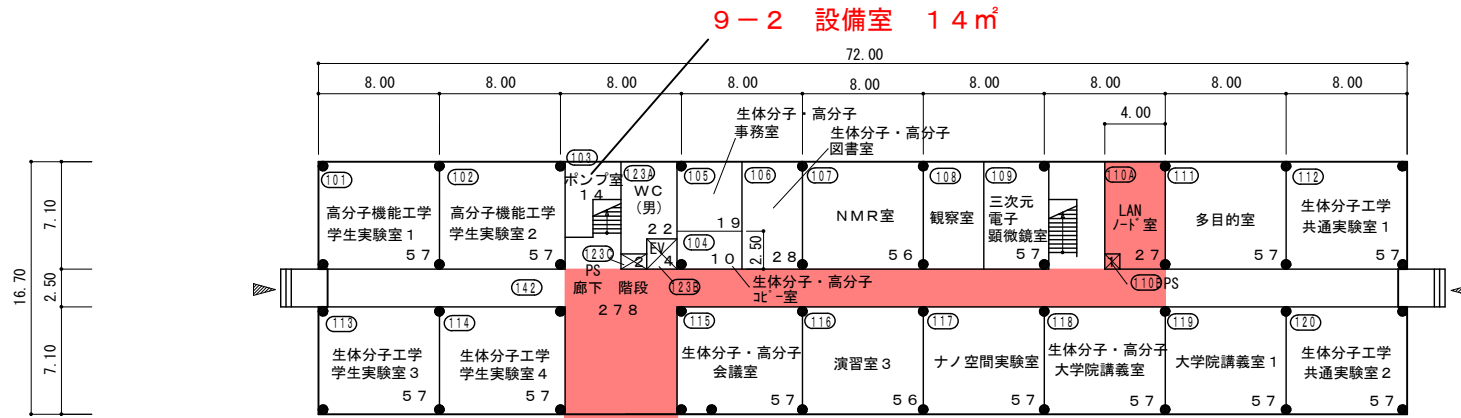 9－2　設備室　14㎡
72.00
8.00
8.00
8.00
8.00
8.00
8.00
8.00
8.00
8.00
4.00
生体分子・高分子
事務室
生体分子・高分子
図書室
16.70
7.10
2.50
7.10
101
高分子機能工学
学生実験室1
57
102
高分子機能工学
学生実験室2
57
103
ポンプ室
14
123A
WC
(男)
22
123C
2
PS
EV
4
123B
105
19
104
10
生体分子・高分子
コピー室
106
28
2.50
107
NMR室
56
108
観察室
109
三次元
電子
顕微鏡室
57
110A
LAN
ノード室
27
1
110B
PS
111
多目的室
57
112
生体分子工学
共通実験室1
57
142
廊下　階段
278
113
生体分子工学
学生実験室3
57
114
生体分子工学
学生実験室4
57
115
生体分子・高分子
会議室
57
116
演習室3
56
117
ナノ空間実験室
57
118
生体分子・高分子
大学院講義室
57
119
大学院講義室1
57
120
生体分子工学
共通実験室2
57